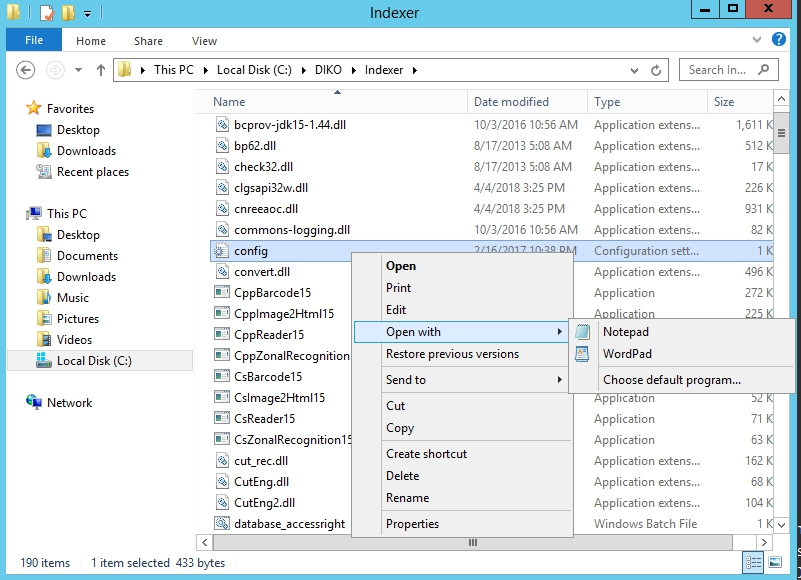 Indexer
File Home Share View
This PC Local Disk (C:) DIKO Indexer Search In...
Name Date modified Type Size
Favorites
Desktop
Downloads
Recent places
This PC
Desktop
Documents
Downloads
Music
Pictures
Videos
Local Disk (C:)
Network
bcprov-jdk15-1.44.dll 10/3/2016 10:56 AM Application extens... 1,611 K
bp62.dll 8/17/2013 5:08 AM Application extens... 512 K
check32.dll 8/17/2013 5:08 AM Application extens... 17 K
clgsapi32w.dll 4/4/2018 3:25 PM Application extens... 226 K
cnreeaoc.dll 4/4/2018 3:25 PM Application extens... 931 K
commons-logging.dll 10/3/2016 10:56 AM Application extens... 82 K
config 2/16/2017 10:38 PM Configuration sett... 1 K
convert.dll Application extens... 496 K
CppBarcode15 Application 272 K
CppImage2Html15 Application 225 K
CppReader15
CppZonalRecognition
CsBarcode15
CsImage2Html15 Application 52 K
CsReader15 Application 71 K
CsZonalRecognition15 Application 63 K
cut_rec.dll Application extens... 162 K
CutEng.dll Application extens... 68 K
CutEng2.dll Application extens... 104 K
database_accessright Windows Batch File 1 K
Open
Print
Edit
Open with
Restore previous versions
Send to
Cut
Copy
Create shortcut
Delete
Rename
Properties
Notepad
WordPad
Choose default program...
190 items 1 item selected 433 bytes